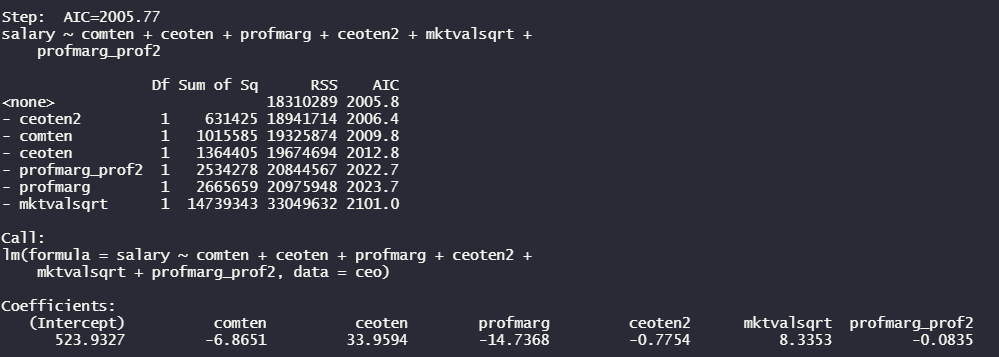 Step:  AIC=2005.77
salary ~ comten + ceoten + profmarg + ceoten2 + mktvalsqrt +
    profmarg_prof2

                 Df Sum of Sq      RSS    AIC
<none>                        18310289 2005.8
- ceoten2         1    631425 18941714 2006.4
- comten          1   1015585 19325874 2009.8
- ceoten          1   1364405 19674694 2012.8
- profmarg_prof2  1   2534278 20844567 2022.7
- profmarg        1   2665659 20975948 2023.7
- mktvalsqrt      1  14739343 33049632 2101.0

Call:
lm(formula = salary ~ comten + ceoten + profmarg + ceoten2 +
    mktvalsqrt + profmarg_prof2, data = ceo)

Coefficients:
   (Intercept)          comten          ceoten        profmarg         ceoten2      mktvalsqrt  profmarg_prof2
      523.9327         -6.8651         33.9594        -14.7368         -0.7754          8.3353         -0.0835